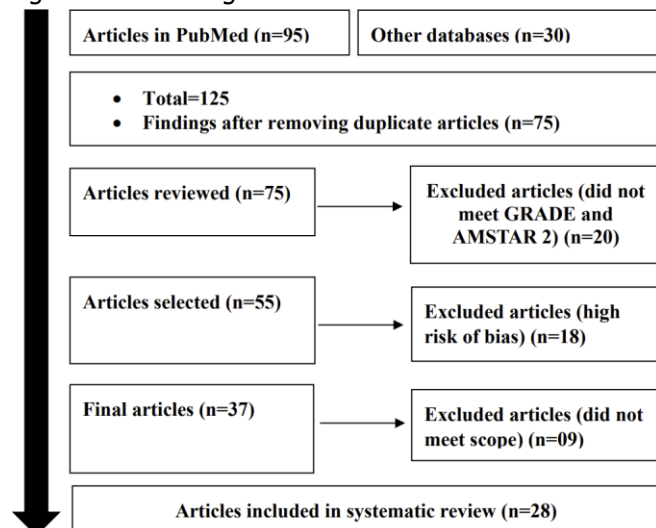 Articles in PubMed (n=95)
Other databases (n=30)
• Total=125
• Findings after removing duplicate articles (n=75)
Articles reviewed (n=75)
Excluded articles (did not
meet GRADE and
AMSTAR 2) (n=20)
Articles selected (n=55)
Excluded articles (high
risk of bias) (n=18)
Final articles (n=37)
Excluded articles (did not
meet scope) (n=09)
Articles included in systematic review (n=28)